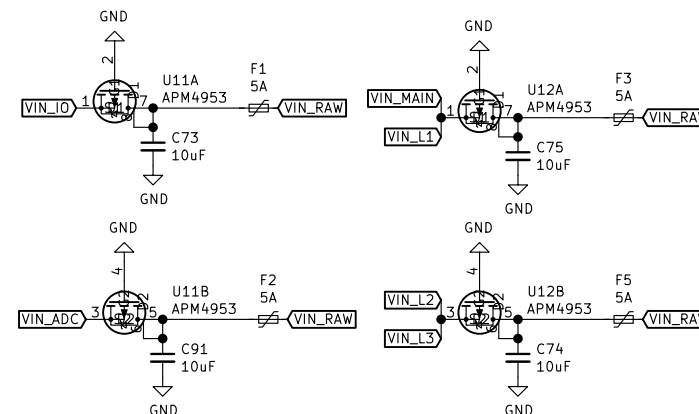 GND
2
U11A
APM4953
F1
5A
VIN_IO
1
7
VIN_RAW
C73
10uF
GND
GND
2
U12A
APM4953
F3
5A
VIN_MAIN
VIN_L1
1
7
VIN_RA
C75
10uF
GND
GND
4
U11B
APM4953
F2
5A
VIN_ADC
3
5
VIN_RAW
C91
10uF
GND
GND
4
U12B
APM4953
F5
5A
VIN_L2
VIN_L3
3
5
VIN_RA
C74
10uF
GND